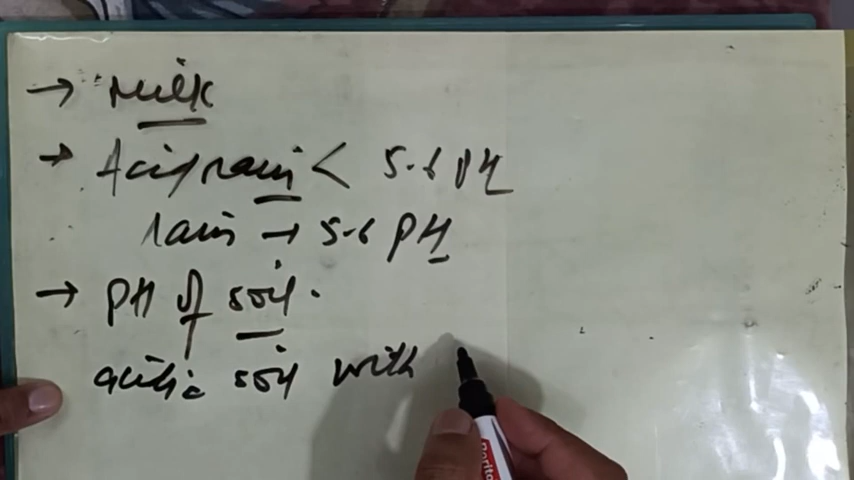 → Milk
→ Acid rain < 5.6 PH
rain → 5.6 PH
→ PH of soil.
acidic soil with